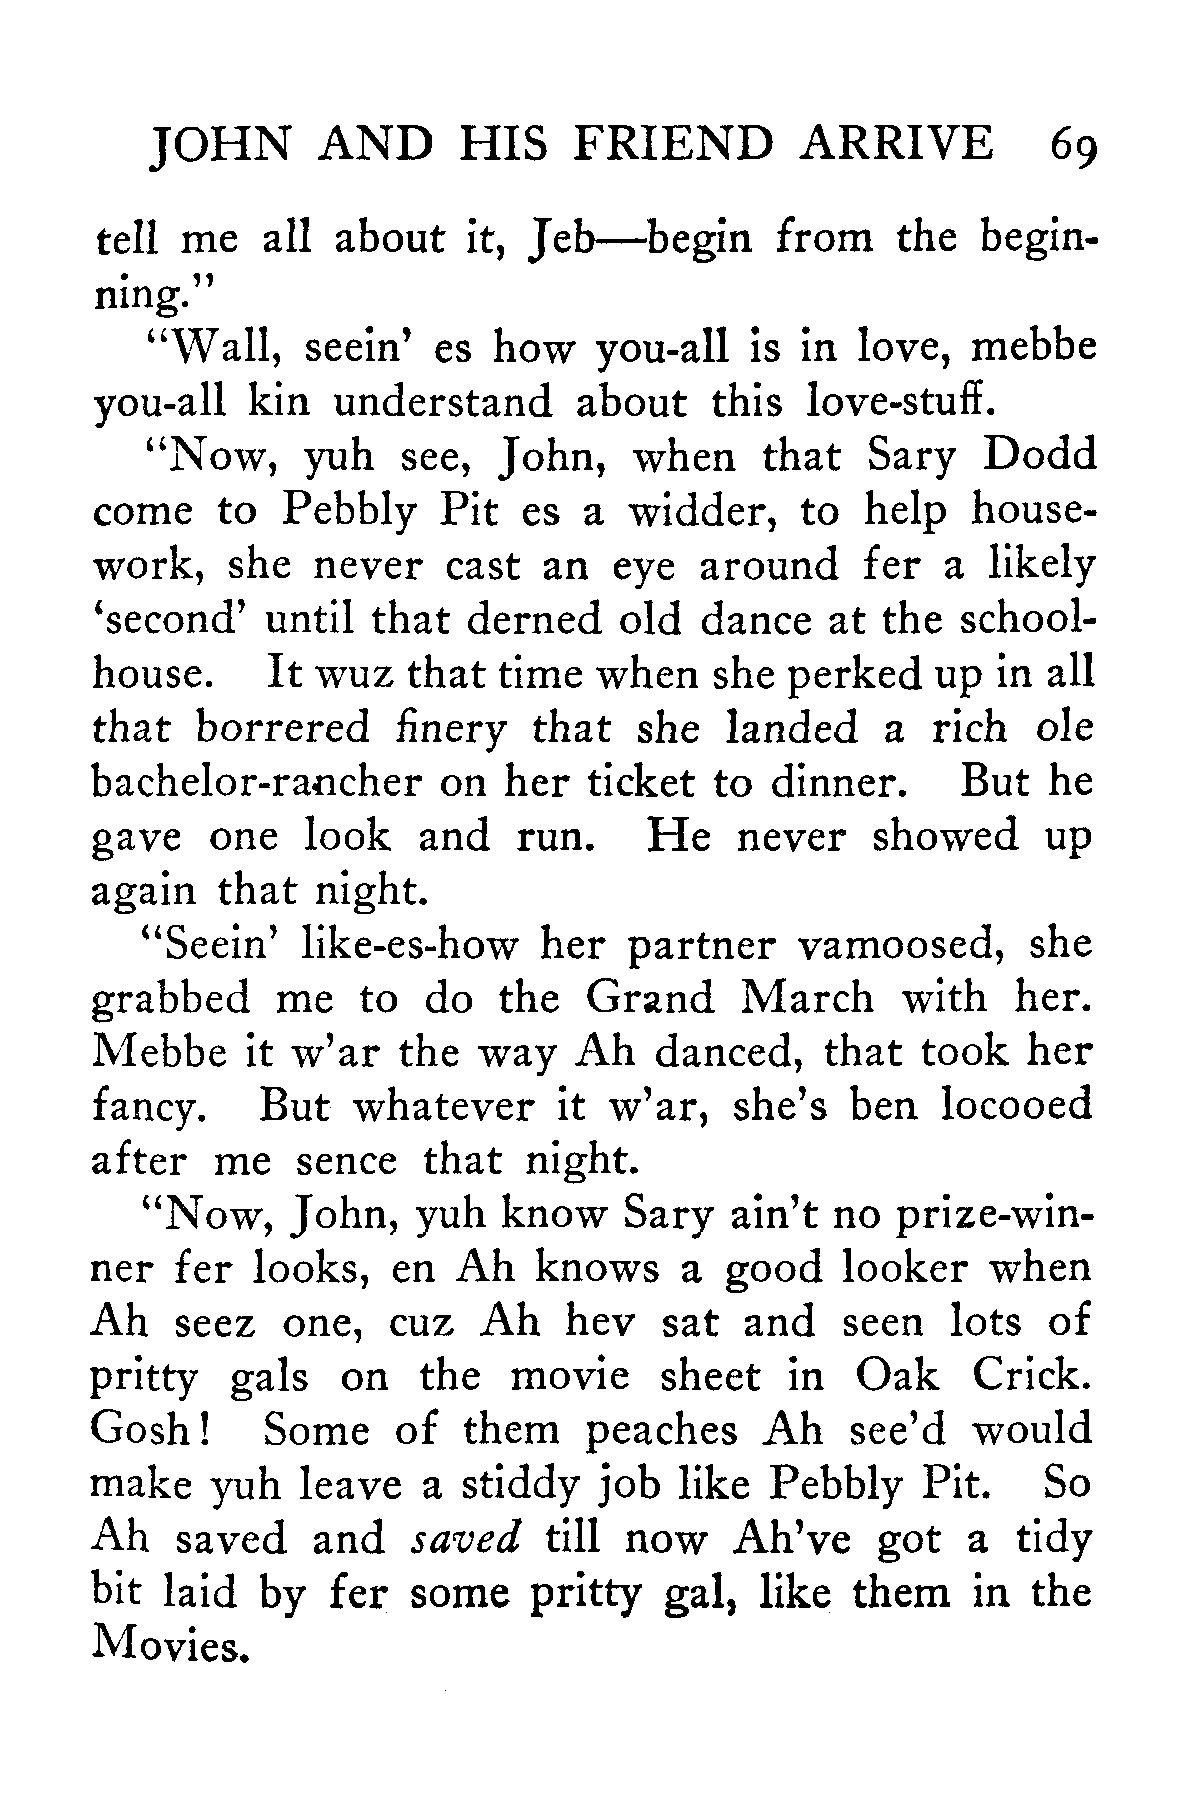 JOHN AND HIS FRIEND ARRIVE 69
tell me all about it, Jeb—begin from the begin-
ning."
"Wall, seein' es how you-all is in love, mebbe
you-all kin understand about this love-stuff.
"Now, yuh see, John, when that Sary Dodd
come to Pebbly Pit es a widder, to help house-
work, she never cast an eye around fer a likely
'second' until that derned old dance at the school-
house. It wuz that time when she perked up in all
that borrered finery that she landed a rich ole
bachelor-rancher on her ticket to dinner. But he
gave one look and run. He never showed up
again that night.
"Seein' like-es-how her partner vamoosed, she
grabbed me to do the Grand March with her.
Mebbe it w'ar the way Ah danced, that took her
fancy. But whatever it w'ar, she's ben locooed
after me sence that night.
"Now, John, yuh know Sary ain't no prize-win-
ner fer looks, en Ah knows a good looker when
Ah seez one, cuz Ah hev sat and seen lots of
pritty gals on the movie sheet in Oak Crick.
Gosh! Some of them peaches Ah see'd would
make yuh leave a stiddy job like Pebbly Pit. So
Ah saved and saved till now Ah've got a tidy
bit laid by fer some pritty gal, like them in the
Movies.